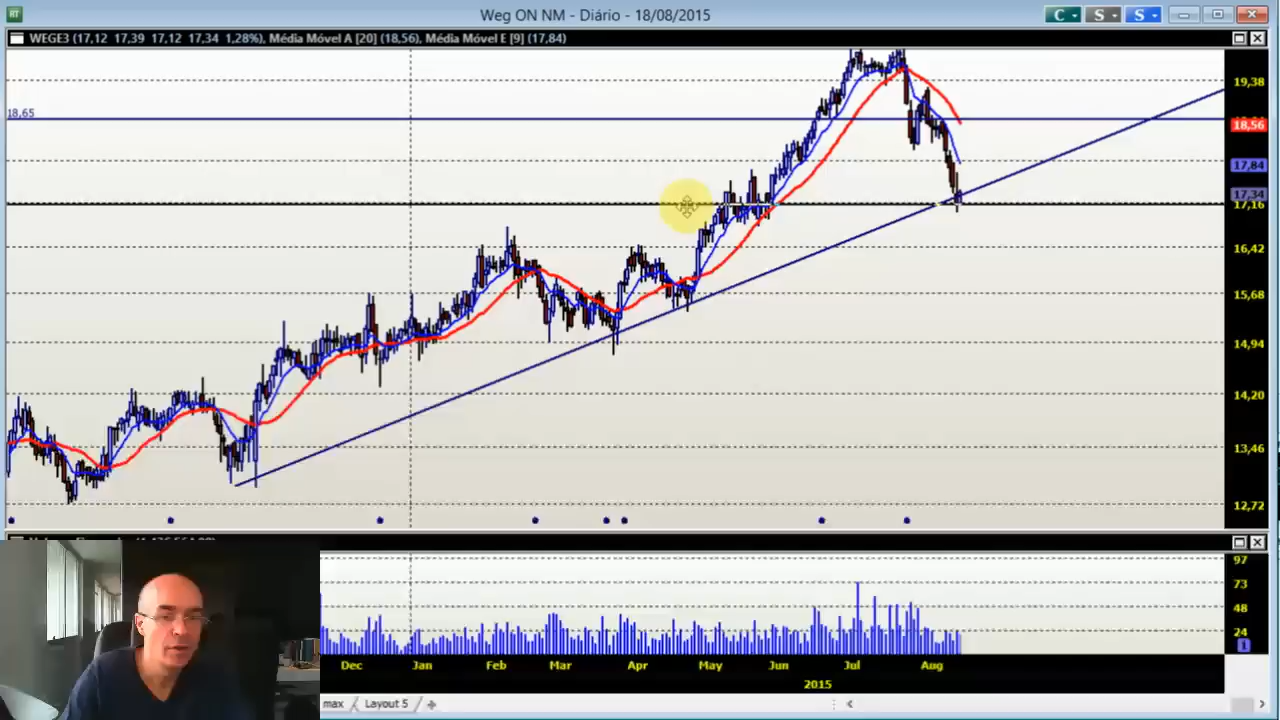 RT
Weg ON NM - Diário - 18/08/2015
C
S
S
WEGE3 (17,12 17,39 17,12 17,34 1,28%), Média Móvel A [20] (18,56), Média Móvel E [9] (17,84)
18,65
19,38
18,56
17,84
17,34
17,16
16,42
15,68
14,94
14,20
13,46
12,72
97
73
48
24
1
Dec Jan Feb Mar Apr May Jun Jul Aug
2015
max Layout 5